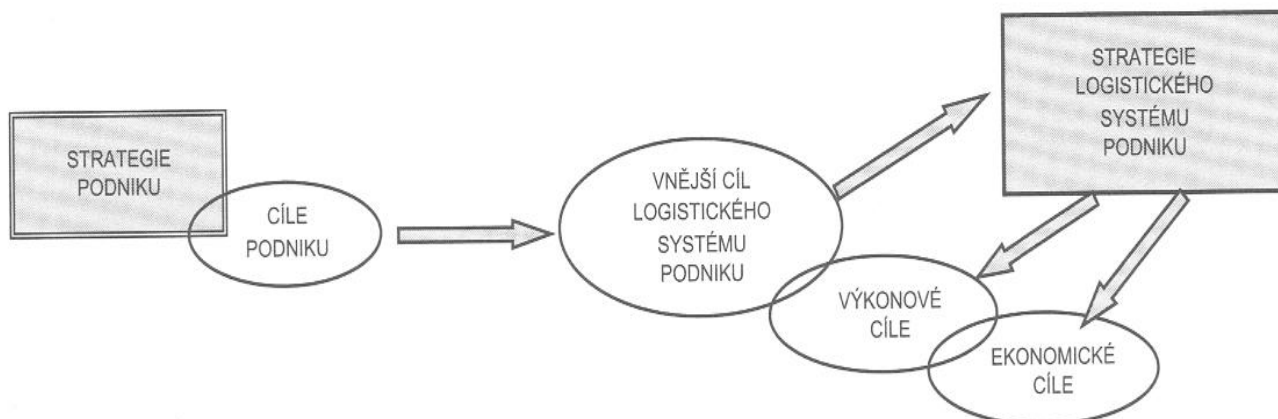 STRATEGIE
PODNIKU
CÍLE
PODNIKU
VNĚJŠÍ CÍL
LOGISTICKÉHO
SYSTÉMU
PODNIKU
STRATEGIE
LOGISTICKÉHO
SYSTÉMU
PODNIKU
VÝKONOVÉ
CÍLE
EKONOMICKÉ
CÍLE